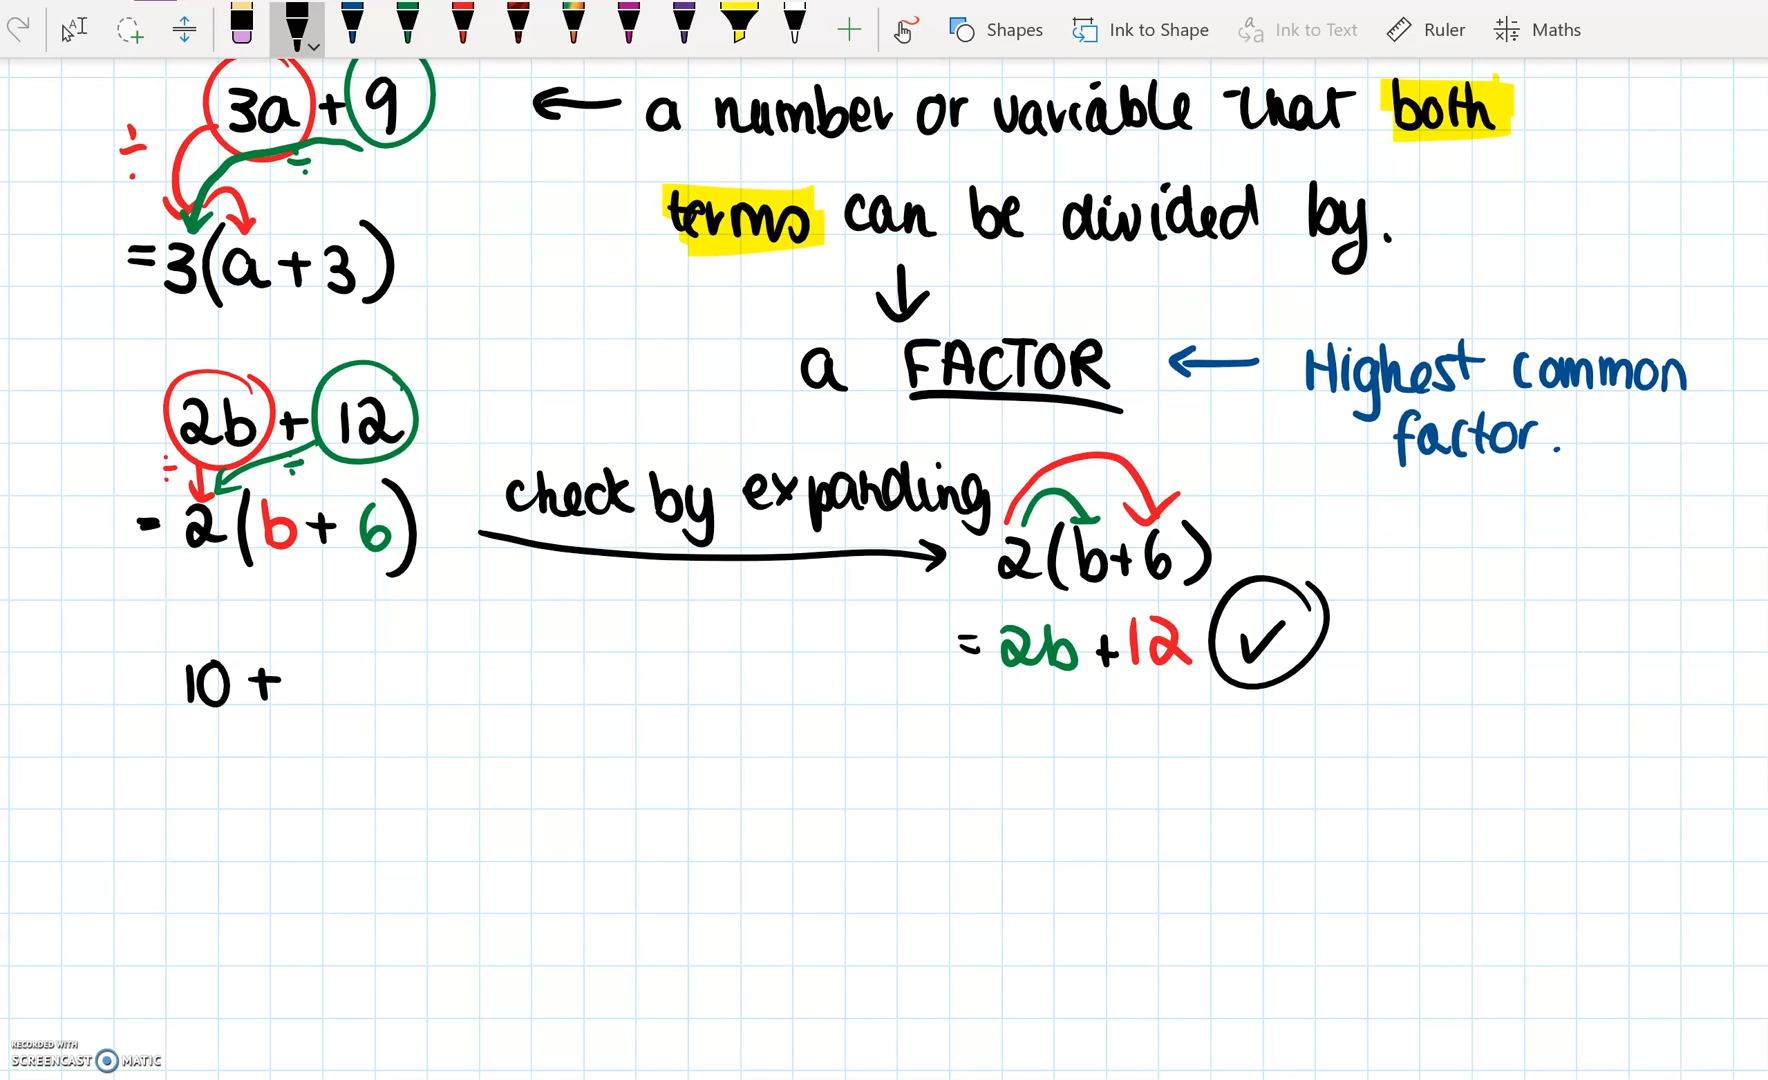 Shapes Ink to Shape Ink to Text Ruler Maths
3a + 9 ← a number or variable that both
÷ ÷
terms can be divided by.
= 3(a + 3)
↓
a FACTOR ← Highest common
factor.
2b + 12
÷ ÷
= 2(b + 6) check by expanding → 2(b+6)
= 2b + 12 ✓
10 +
RECORDED WITH
SCREENCAST MATIC